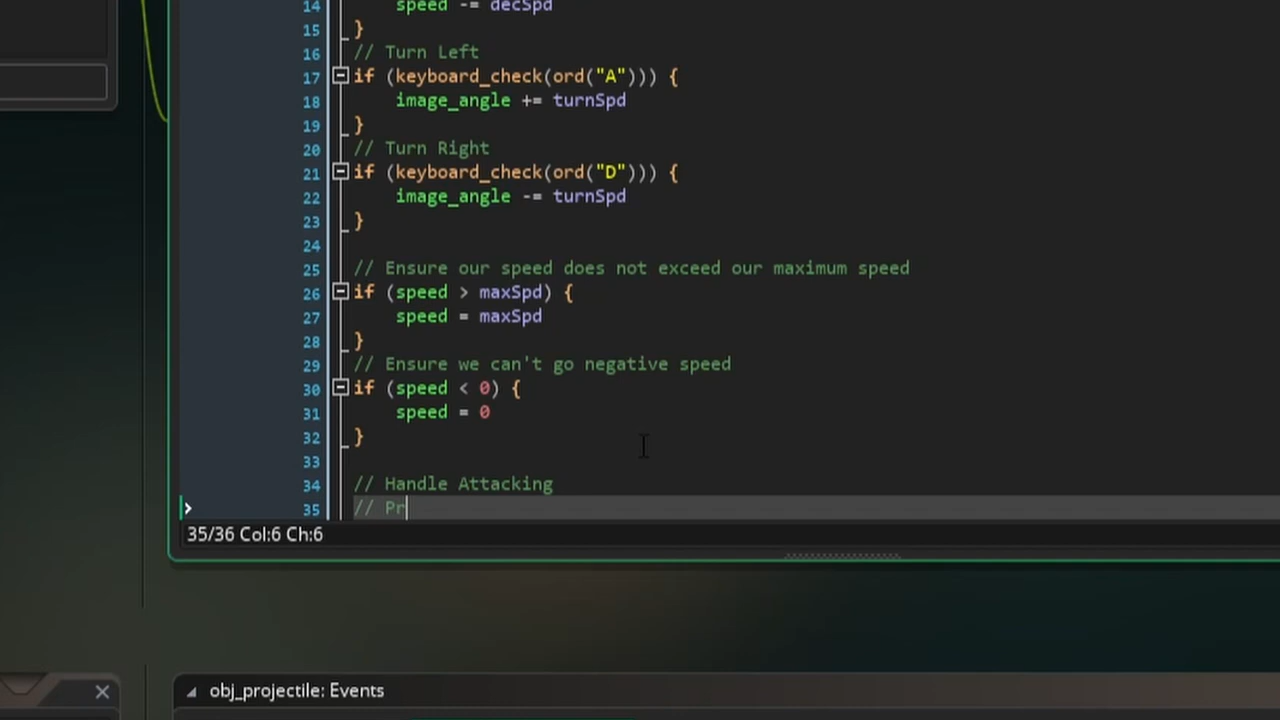 14 speed -= decSpd
15 }
16 // Turn Left
17 if (keyboard_check(ord("A"))) {
18 image_angle += turnSpd
19 }
20 // Turn Right
21 if (keyboard_check(ord("D"))) {
22 image_angle -= turnSpd
23 }
24
25 // Ensure our speed does not exceed our maximum speed
26 if (speed > maxSpd) {
27 speed = maxSpd
28 }
29 // Ensure we can't go negative speed
30 if (speed < 0) {
31 speed = 0
32 }
33
34 // Handle Attacking
35 // Pr
35/36 Col:6 Ch:6
obj_projectile: Events